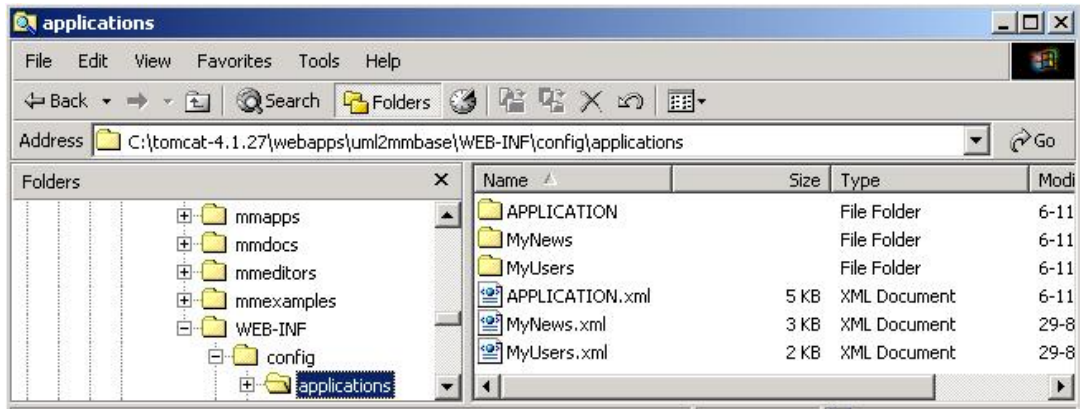 applications
File Edit View Favorites Tools Help
Back Search Folders
Address C:\tomcat-4.1.27\webapps\uml2mmbase\WEB-INF\config\applications Go
Folders Name Size Type Modi
mmapps APPLICATION File Folder 6-11
mmdocs MyNews File Folder 6-11
mmeditors MyUsers File Folder 6-11
mmexamples APPLICATION.xml 5 KB XML Document 6-11
WEB-INF MyNews.xml 3 KB XML Document 29-8
config MyUsers.xml 2 KB XML Document 29-8
applications